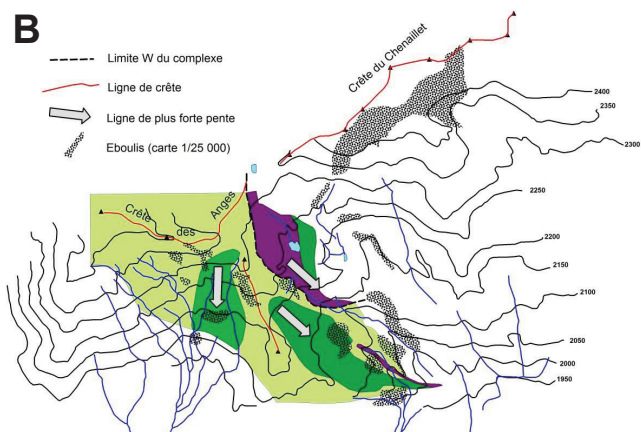 B
Limite W du complexe
Ligne de crête
Ligne de plus forte pente
Eboulis (carte 1/25 000)
Crête du Chenaillet
2400
2350
2300
2250
Crête des Anges
2200
2150
2100
2050
2000
1950